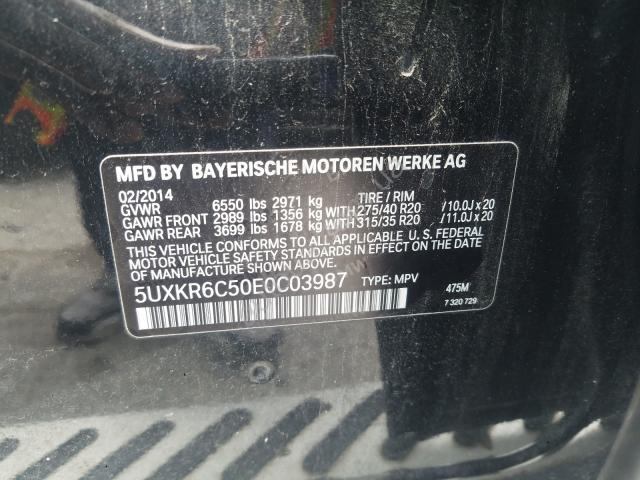 MFD BY BAYERISCHE MOTOREN WERKE AG
02/2014 TIRE / RIM
GVWR 6550 lbs 2971 kg
GAWR FRONT 2989 lbs 1356 kg WITH 275/40 R20 /10.0J x 20
GAWR REAR 3699 lbs 1678 kg WITH 315/35 R20 /11.0J x 20
THIS VEHICLE CONFORMS TO ALL APPLICABLE U. S. FEDERAL
MOTOR VEHICLE SAFETY STANDARDS IN EFFECT ON THE DATE OF
MANUFACTURE SHOWN ABOVE.
5UXKR6C50E0C03987 TYPE: MPV 475M
7 320 729